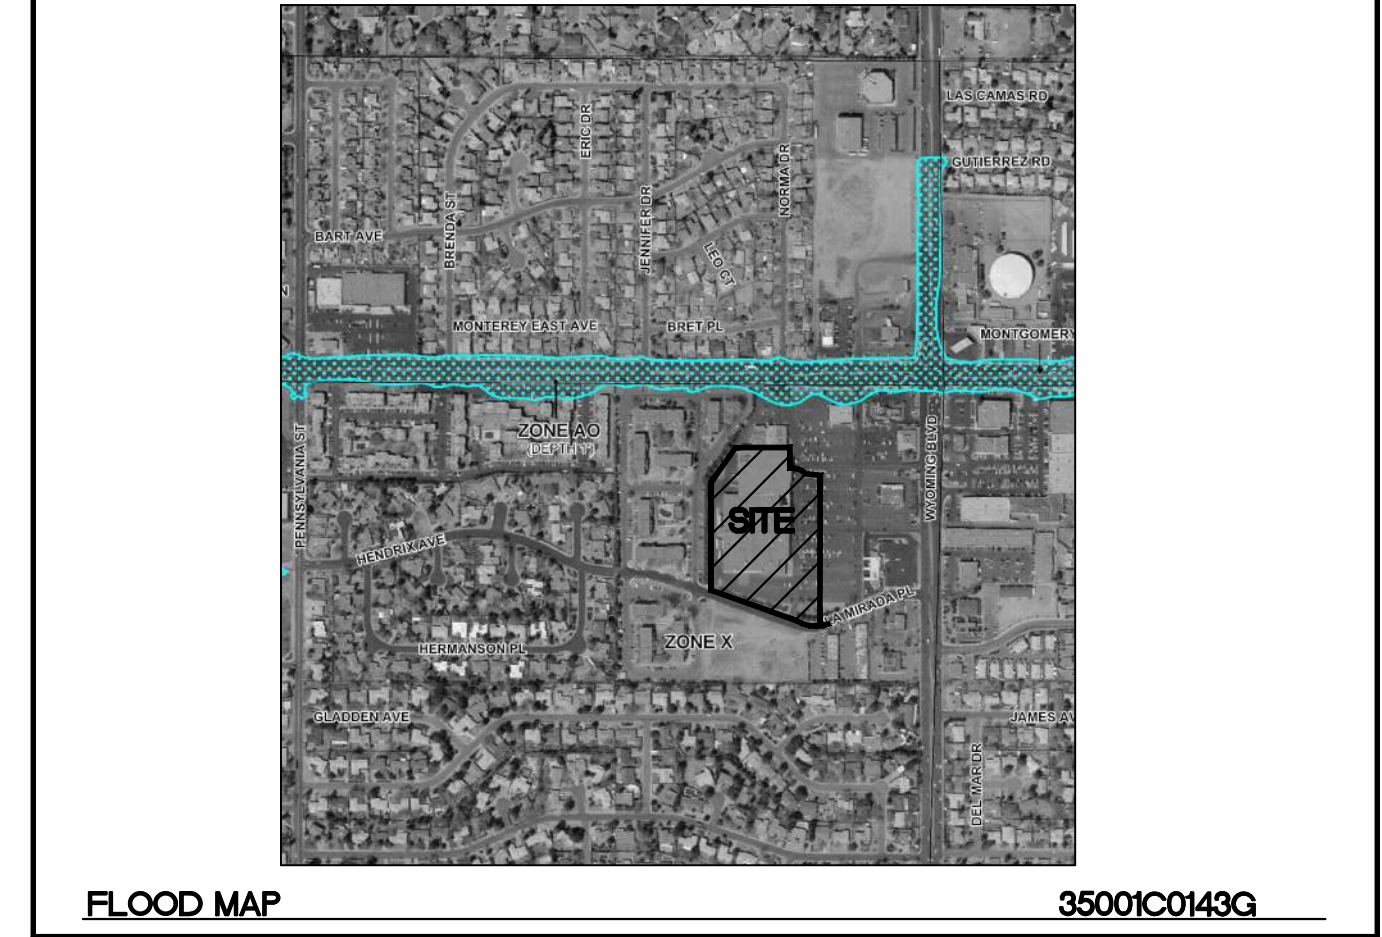 LAS CAMAS RD
ERIC DR
GUTIERREZ RD
NORMA DR
JENNIFER DR
BRENDA ST
BART AVE
LEO CT
MONTEREY EAST AVE
BRET PL
MONTGOMERY
ZONE AO
(DEPTH 1')
PENNSYLVANIA ST
WYOMING BLVD
SITE
HENDRIX AVE
LA MIRADA PL
ZONE X
HERMANSON PL
GLADDEN AVE
JAMES AV
DEL MAR DR
FLOOD MAP
35001C0143G